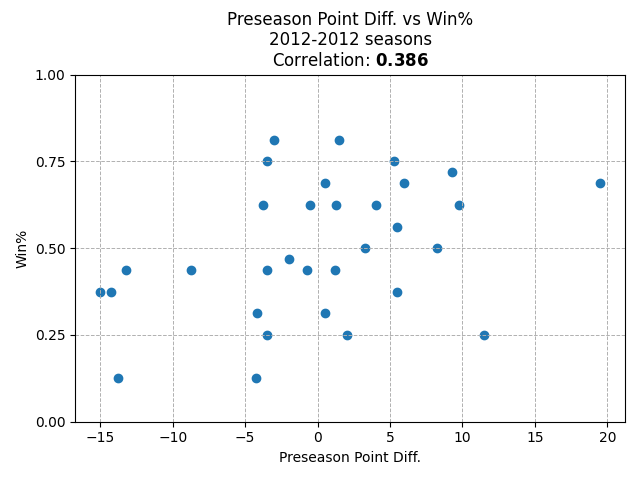 Preseason Point Diff. vs Win%
2012-2012 seasons
Correlation: 0.386
1.00
0.75
0.50
0.25
0.00
Win%
−15 −10 −5 0 5 10 15 20
Preseason Point Diff.